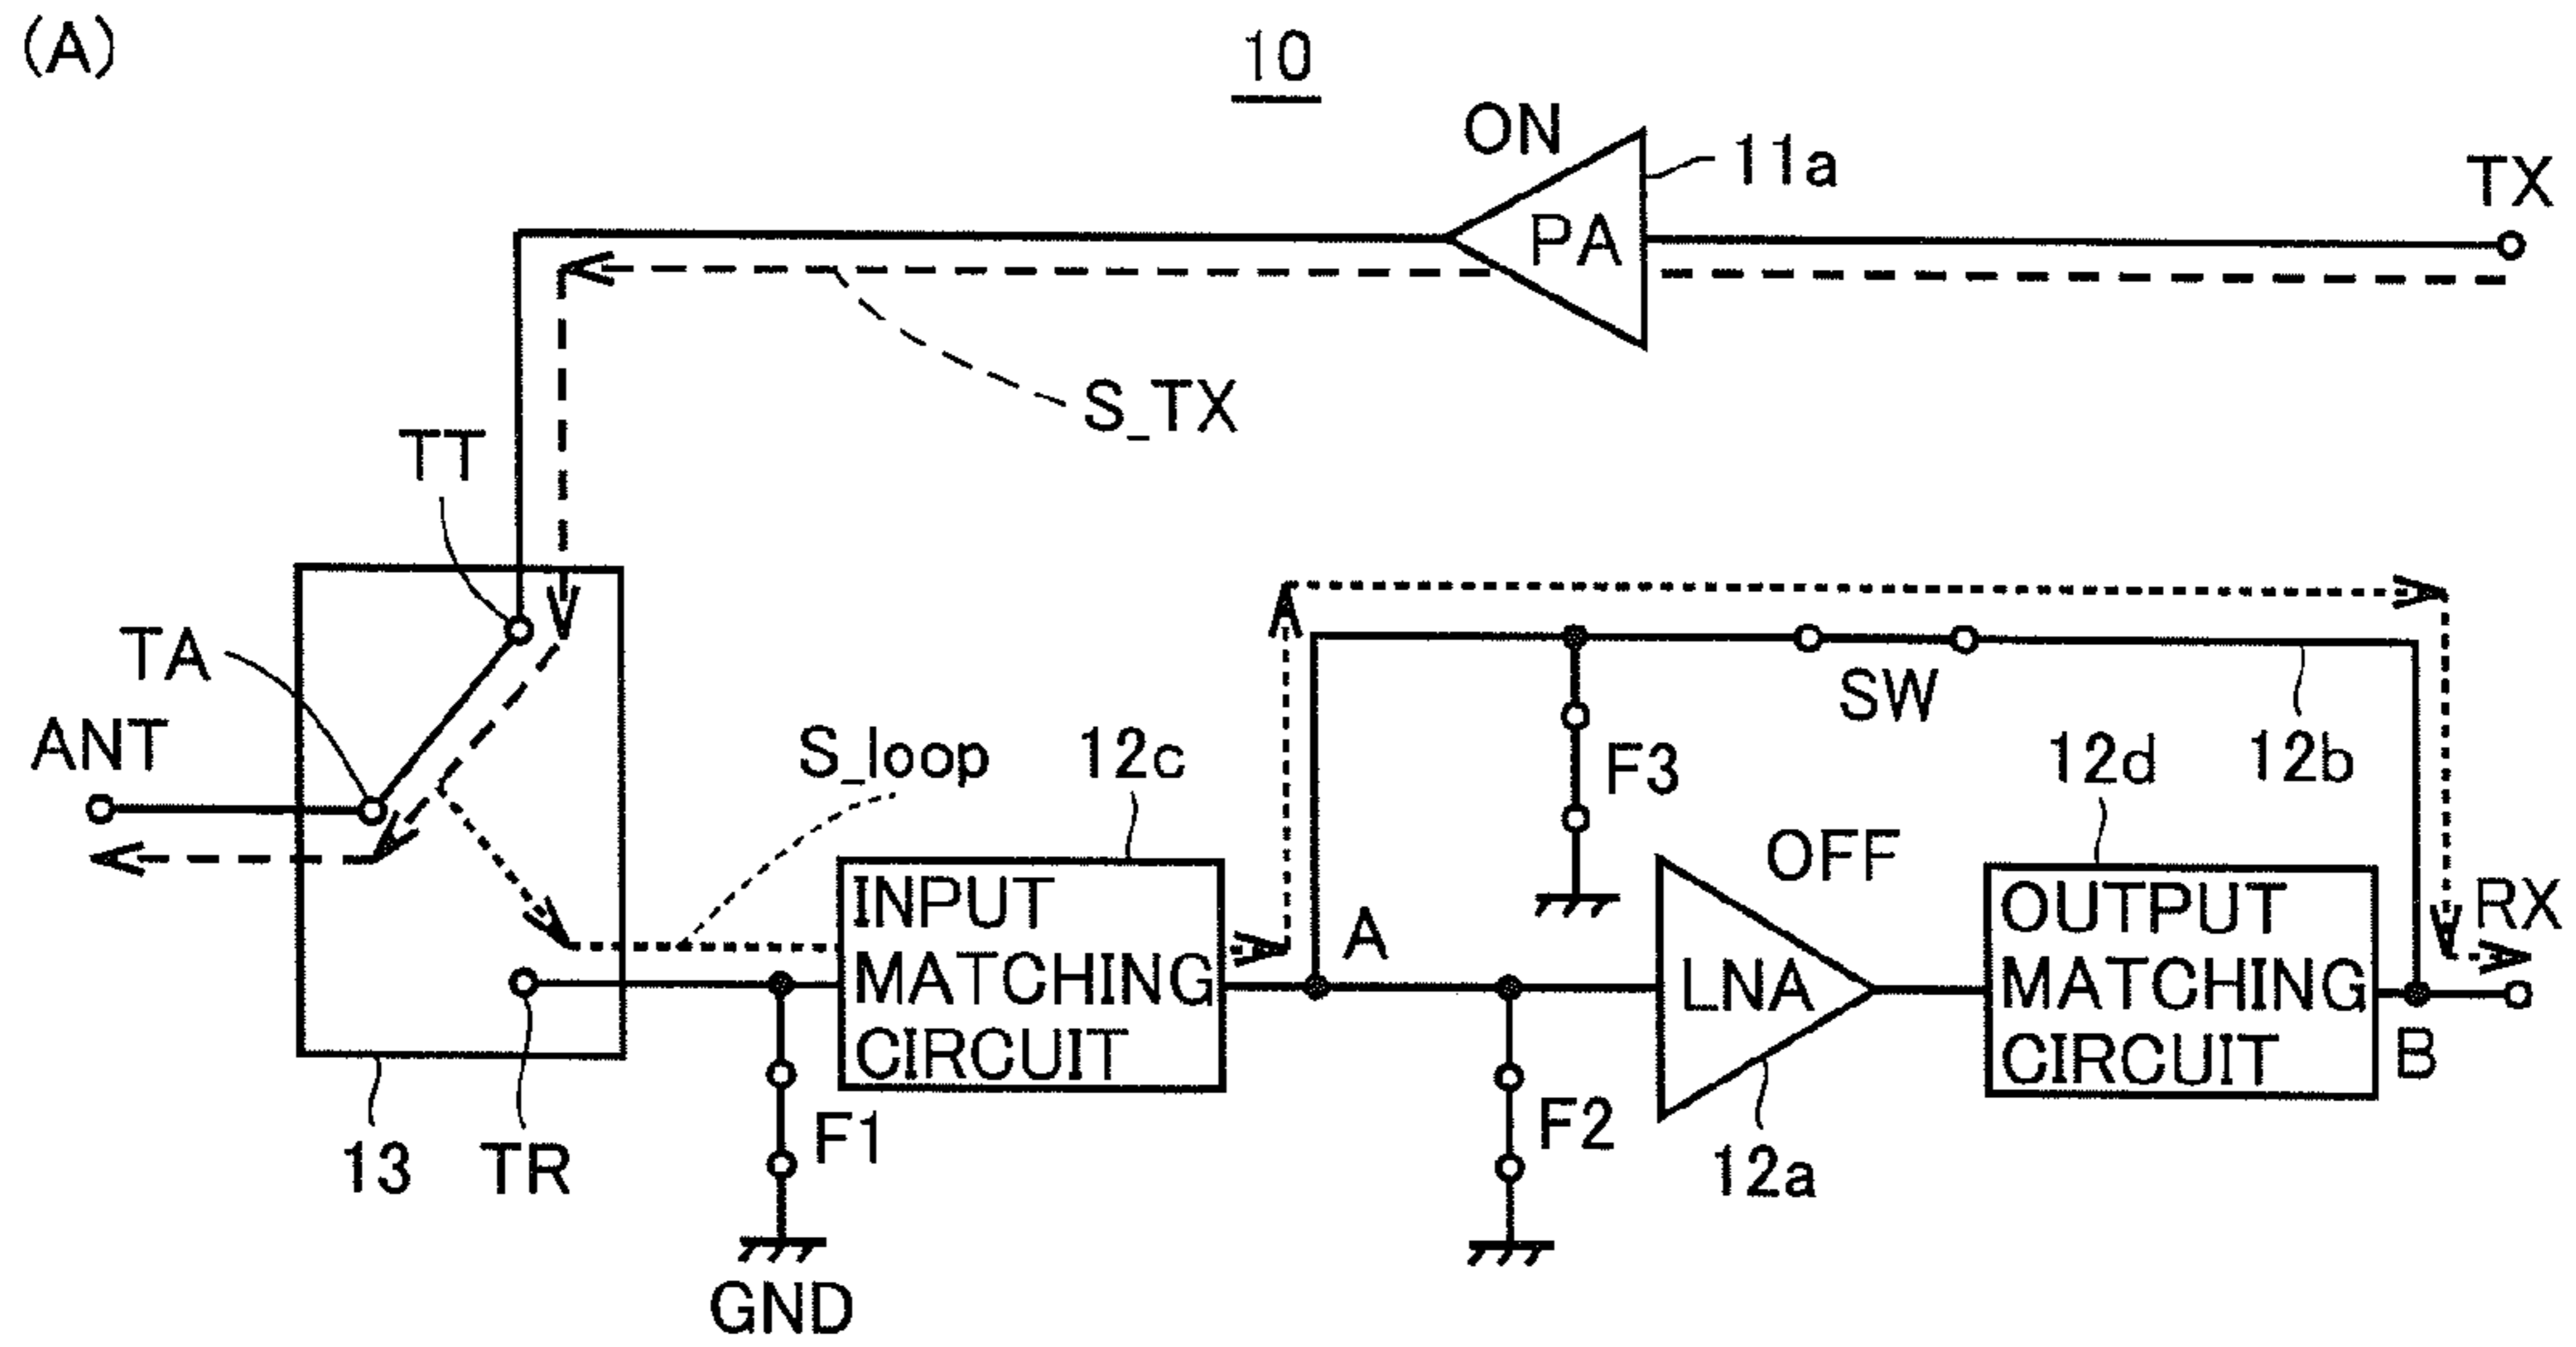 (A)
10
ON
11a
TX
PA
S_TX
TT
TA
ANT
S_loop
12c
SW
F3
12d
12b
OFF
INPUT
MATCHING
CIRCUIT
A
LNA
OUTPUT
MATCHING
CIRCUIT
RX
B
13
TR
F1
F2
12a
GND